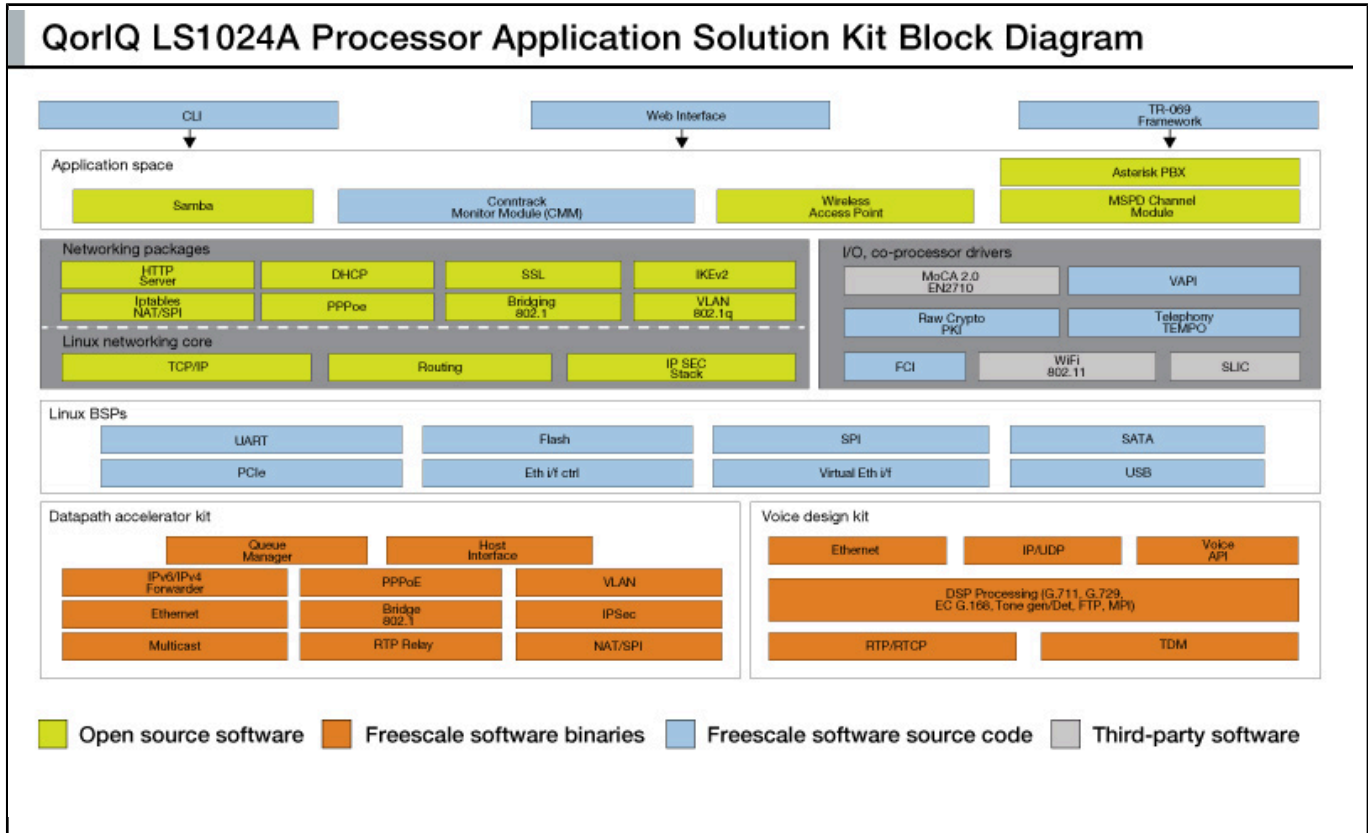 QorIQ LS1024A Processor Application Solution Kit Block Diagram
CLI
Web Interface
TR-069
Framework
Application space
Asterisk PBX
Samba
Conntrack
Monitor Module (CMM)
Wireless
Access Point
MSPD Channel
Module
Networking packages
HTTP
Server
DHCP
SSL
IKEv2
Iptables
NAT/SPI
PPPoe
Bridging
802.1
VLAN
802.1q
Linux networking core
TCP/IP
Routing
IP SEC
Stack
I/O, co-processor drivers
MoCA 2.0
EN2710
VAPI
Raw Crypto
PKI
Telephony
TEMPO
FCI
WiFi
802.11
SLIC
Linux BSPs
UART
Flash
SPI
SATA
PCIe
Eth i/f ctrl
Virtual Eth i/f
USB
Datapath accelerator kit
Queue
Manager
Host
Interface
IPv6/IPv4
Forwarder
PPPoE
VLAN
Ethernet
Bridge
802.1
IPSec
Multicast
RTP Relay
NAT/SPI
Voice design kit
Ethernet
IP/UDP
Voice
API
DSP Processing (G.711, G.729,
EC G.168, Tone gen/Det, FTP, MPI)
RTP/RTCP
TDM
Open source software
Freescale software binaries
Freescale software source code
Third-party software